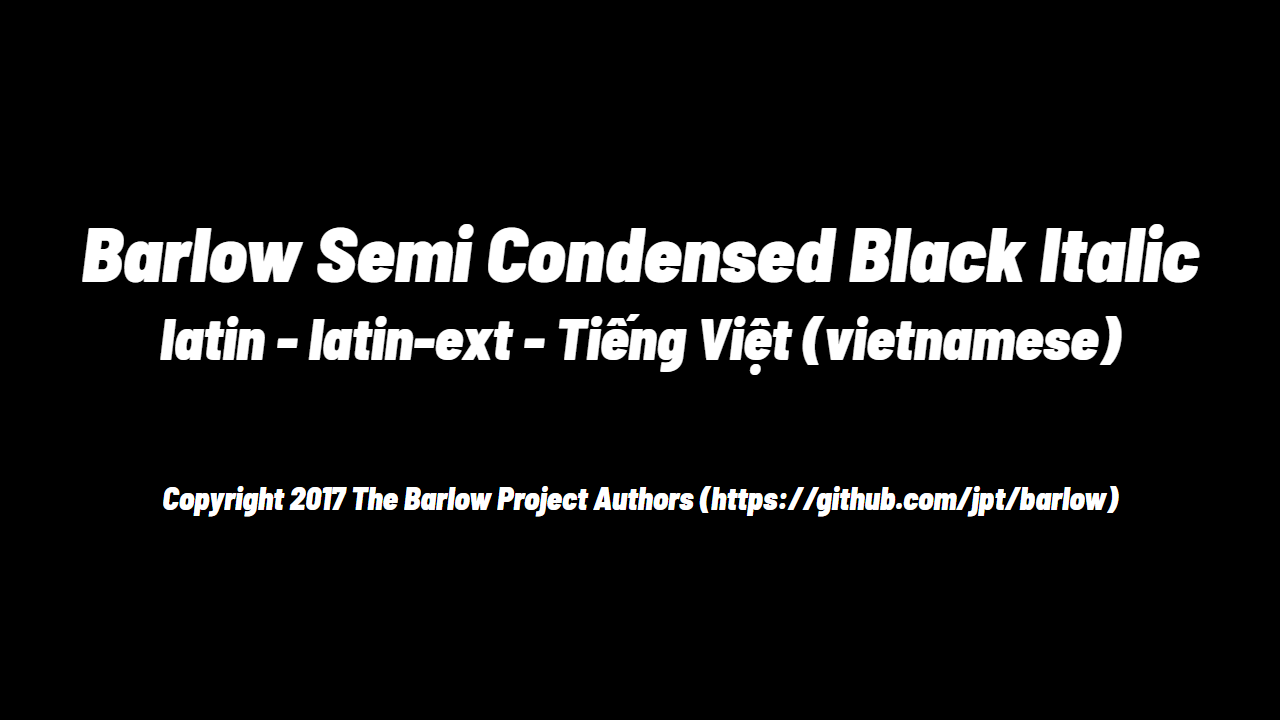 Barlow Semi Condensed Black Italic
latin - latin-ext - Tiếng Việt (vietnamese)
Copyright 2017 The Barlow Project Authors (https://github.com/jpt/barlow)